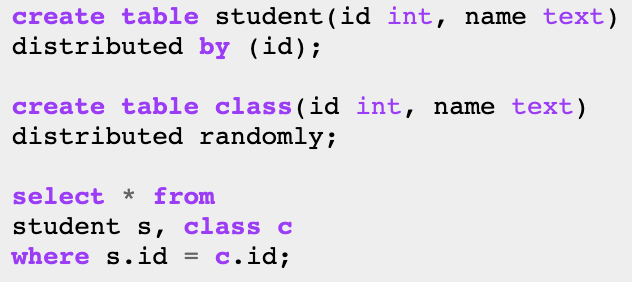 create table student(id int, name text)
distributed by (id);
create table class(id int, name text)
distributed randomly;
select * from
student s, class c
where s.id = c.id;